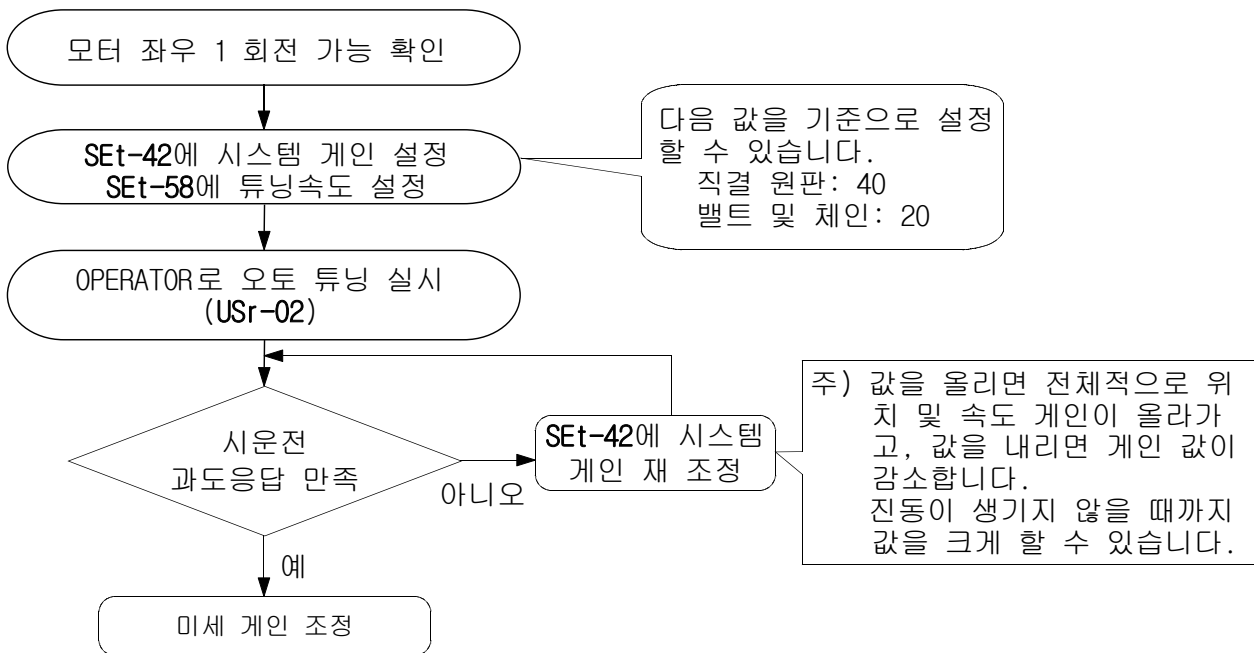 모터 좌우 1 회전 가능 확인
SEt-42에 시스템 게인 설정
SEt-58에 튜닝속도 설정
다음 값을 기준으로 설정
할 수 있습니다.
직결 원판: 40
밸트 및 체인: 20
OPERATOR로 오토 튜닝 실시
(USr-02)
시운전
과도응답 만족
아니오
SEt-42에 시스템
게인 재 조정
주) 값을 올리면 전체적으로 위
치 및 속도 게인이 올라가
고, 값을 내리면 게인 값이
감소합니다.
진동이 생기지 않을 때까지
값을 크게 할 수 있습니다.
예
미세 게인 조정